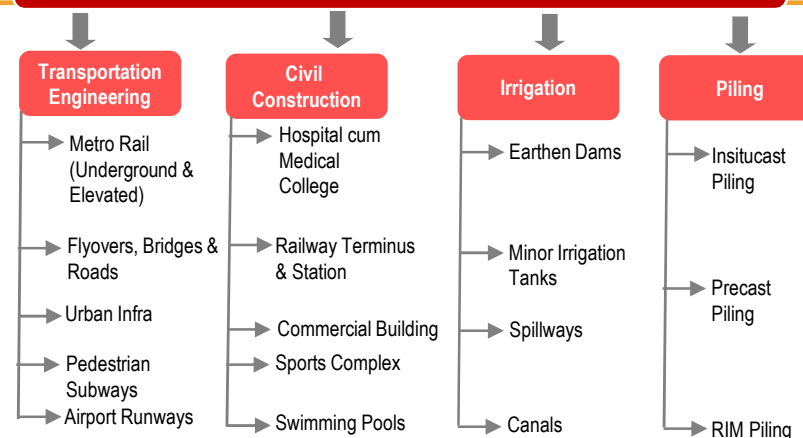 Transportation
Engineering
Metro Rail
(Underground &
Elevated)
Flyovers, Bridges &
Roads
Urban Infra
Pedestrian
Subways
Airport Runways
Civil
Construction
Hospital cum
Medical
College
Railway Terminus
& Station
Commercial Building
Sports Complex
Swimming Pools
Irrigation
Earthen Dams
Minor Irrigation
Tanks
Spillways
Canals
Piling
Insitucast
Piling
Precast
Piling
RIM Piling